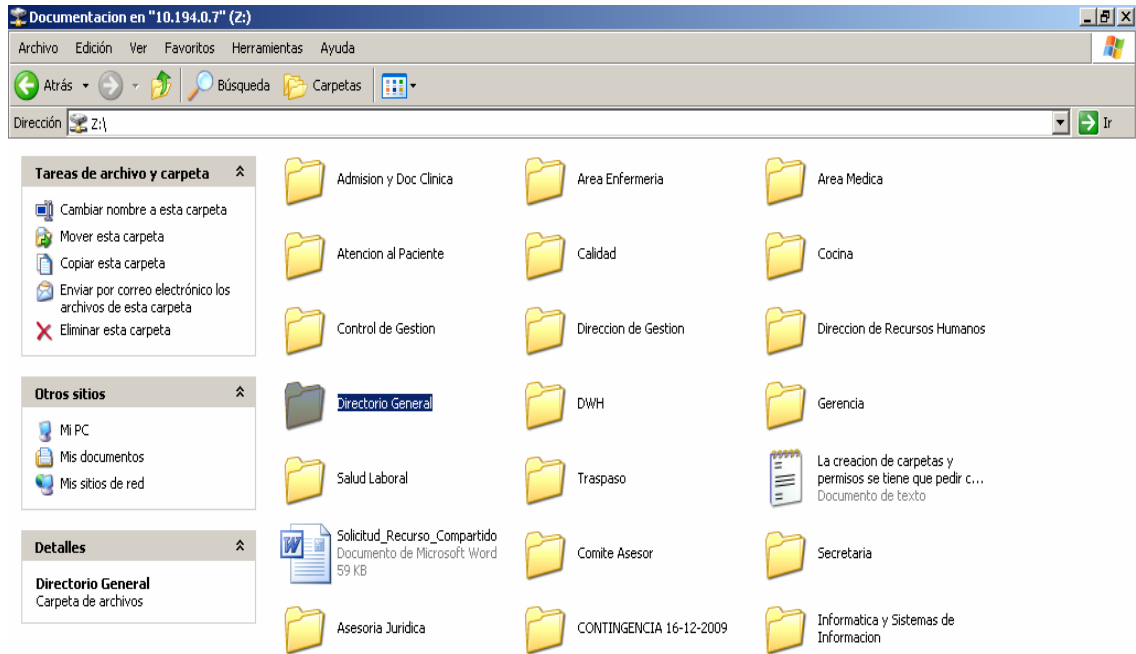 Documentacion en "10.194.0.7" (Z:)
Archivo Edición Ver Favoritos Herramientas Ayuda
Atrás Búsqueda Carpetas
Dirección Z:\ Ir
Tareas de archivo y carpeta
Cambiar nombre a esta carpeta
Mover esta carpeta
Copiar esta carpeta
Enviar por correo electrónico los
archivos de esta carpeta
Eliminar esta carpeta
Otros sitios
Mi PC
Mis documentos
Mis sitios de red
Detalles
Directorio General
Carpeta de archivos
Admision y Doc Clinica
Area Enfermeria
Area Medica
Atencion al Paciente
Calidad
Cocina
Control de Gestion
Direccion de Gestion
Direccion de Recursos Humanos
Directorio General
DWH
Gerencia
Salud Laboral
Traspaso
La creacion de carpetas y
permisos se tiene que pedir c...
Documento de texto
Solicitud_Recurso_Compartido
Documento de Microsoft Word
59 KB
Comite Asesor
Secretaria
Asesoria Juridica
CONTINGENCIA 16-12-2009
Informatica y Sistemas de
Informacion